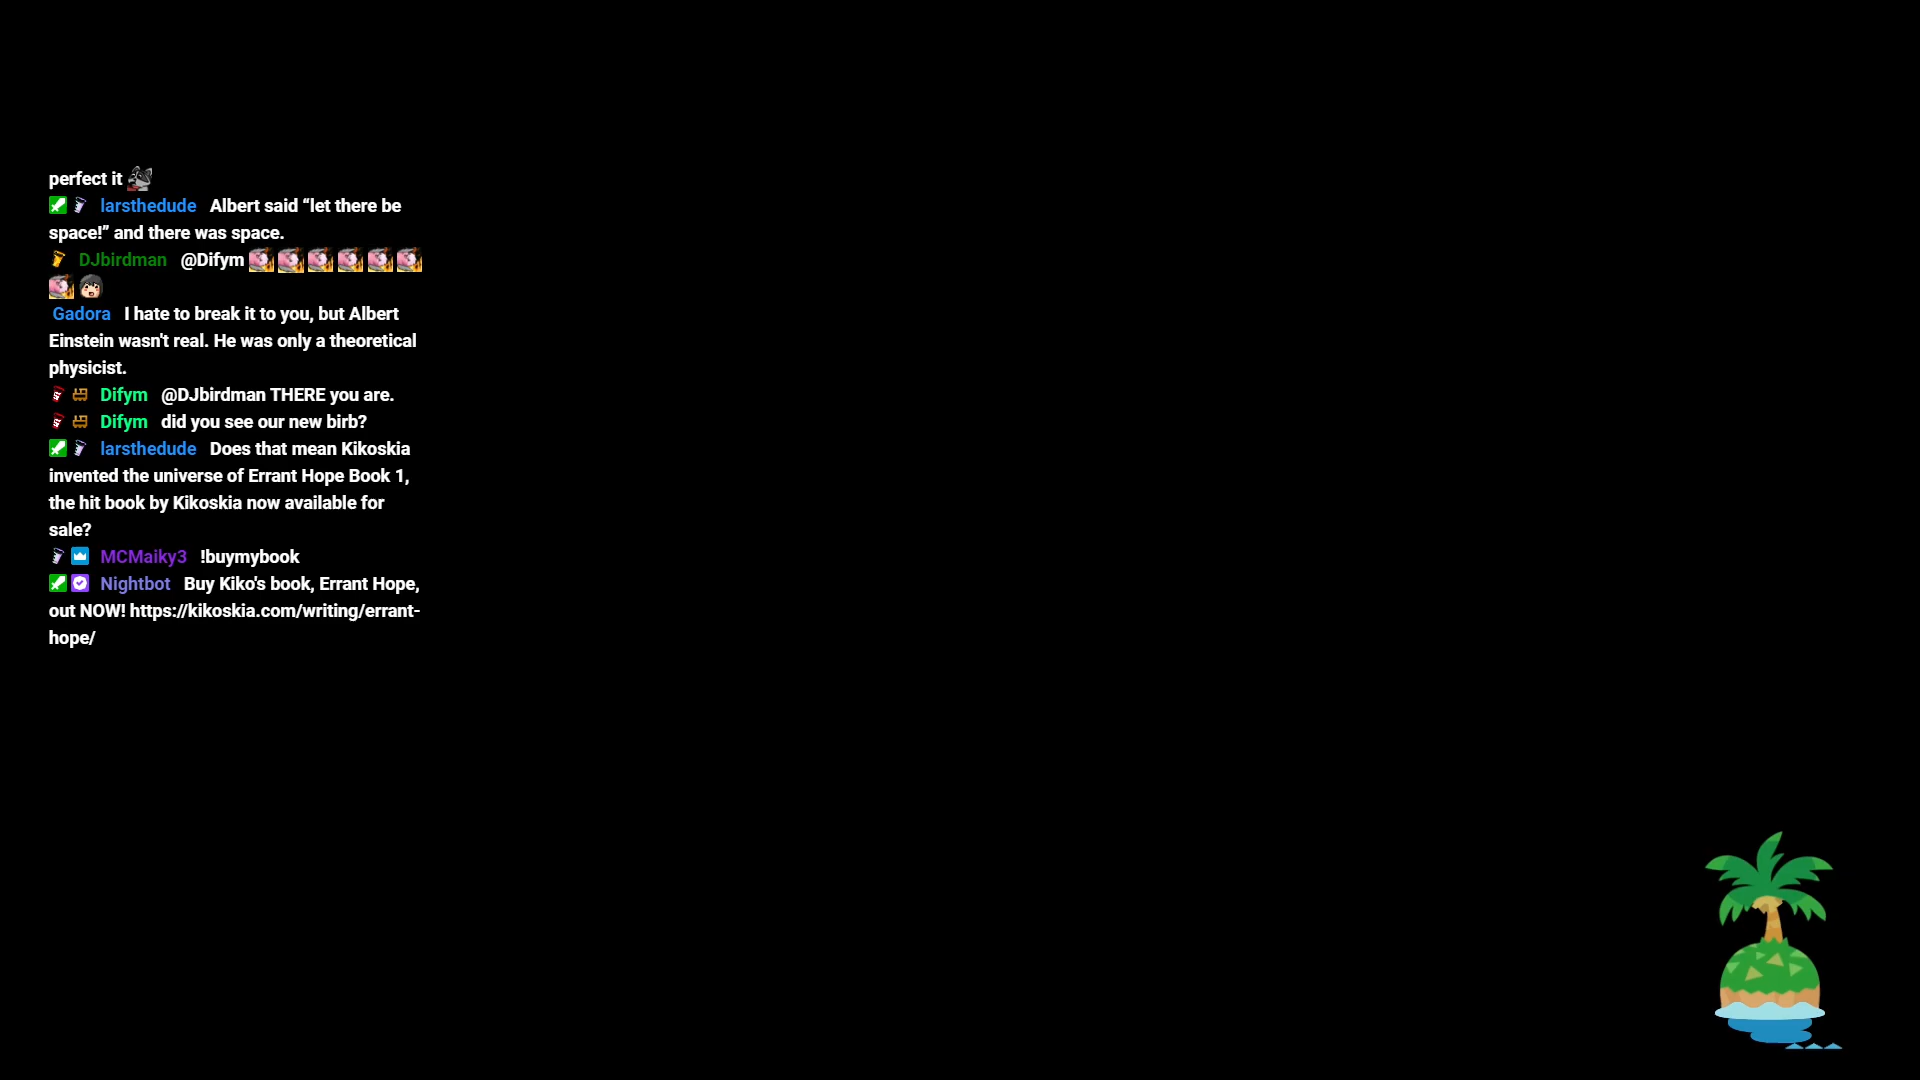 perfect it
larsthedude Albert said “let there be
space!” and there was space.
DJbirdman @Difym
Gadora I hate to break it to you, but Albert
Einstein wasn't real. He was only a theoretical
physicist.
Difym @DJbirdman THERE you are.
Difym did you see our new birb?
larsthedude Does that mean Kikoskia
invented the universe of Errant Hope Book 1,
the hit book by Kikoskia now available for
sale?
MCMaiky3 !buymybook
Nightbot Buy Kiko's book, Errant Hope,
out NOW! https://kikoskia.com/writing/errant-
hope/